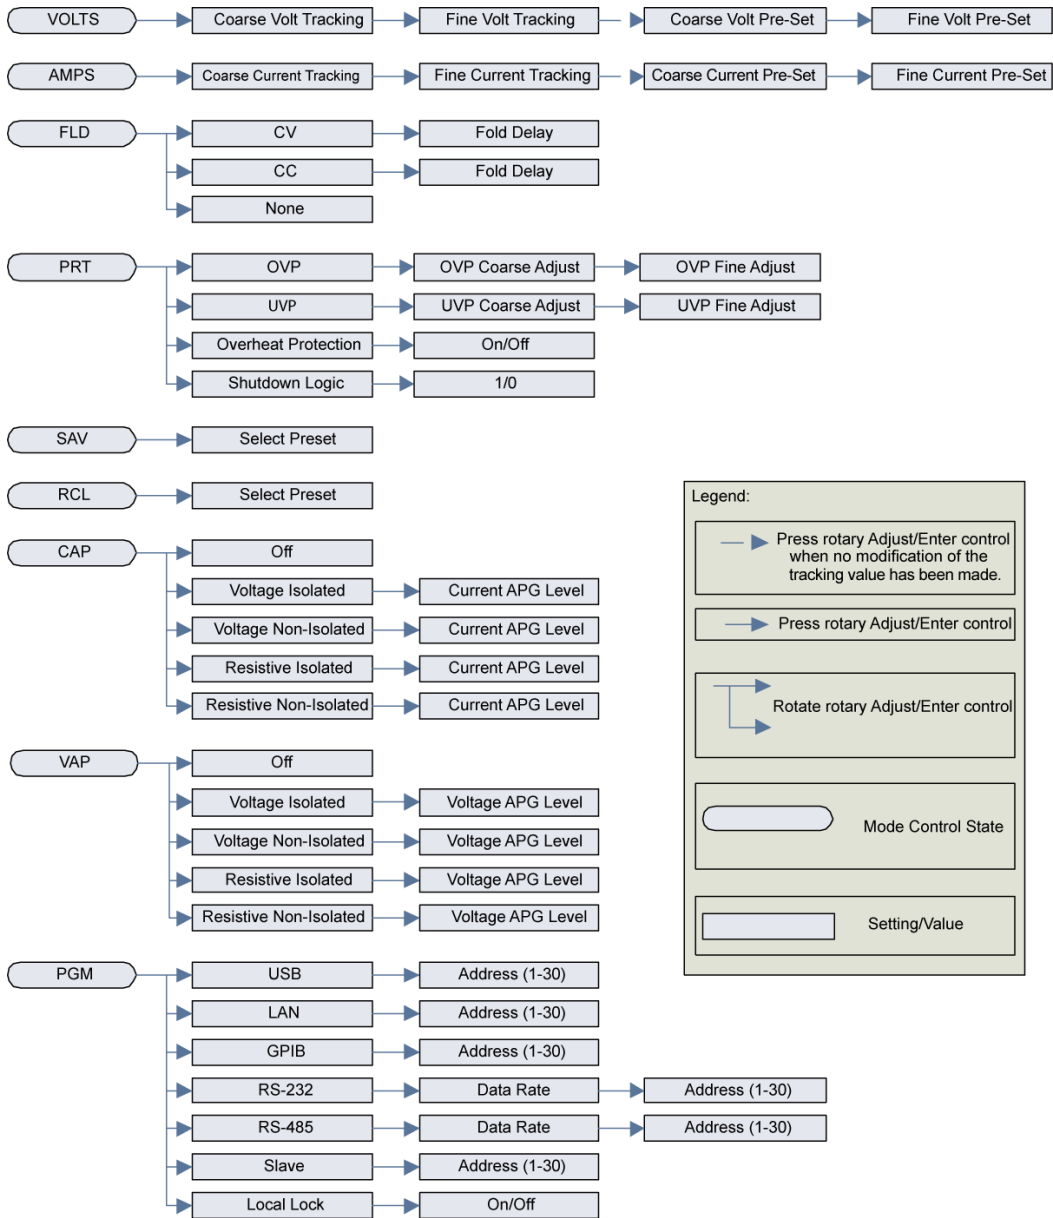 VOLTS Coarse Volt Tracking Fine Volt Tracking Coarse Volt Pre-Set Fine Volt Pre-Set
AMPS Coarse Current Tracking Fine Current Tracking Coarse Current Pre-Set Fine Current Pre-Set
FLD CV Fold Delay
CC Fold Delay
None
PRT OVP OVP Coarse Adjust OVP Fine Adjust
UVP UVP Coarse Adjust UVP Fine Adjust
Overheat Protection On/Off
Shutdown Logic 1/0
SAV Select Preset
RCL Select Preset
CAP Off
Voltage Isolated Current APG Level
Voltage Non-Isolated Current APG Level
Resistive Isolated Current APG Level
Resistive Non-Isolated Current APG Level
VAP Off
Voltage Isolated Voltage APG Level
Voltage Non-Isolated Voltage APG Level
Resistive Isolated Voltage APG Level
Resistive Non-Isolated Voltage APG Level
PGM USB Address (1-30)
LAN Address (1-30)
GPIB Address (1-30)
RS-232 Data Rate Address (1-30)
RS-485 Data Rate Address (1-30)
Slave Address (1-30)
Local Lock On/Off
Legend:
Press rotary Adjust/Enter control
when no modification of the
tracking value has been made.
Press rotary Adjust/Enter control
Rotate rotary Adjust/Enter control
Mode Control State
Setting/Value